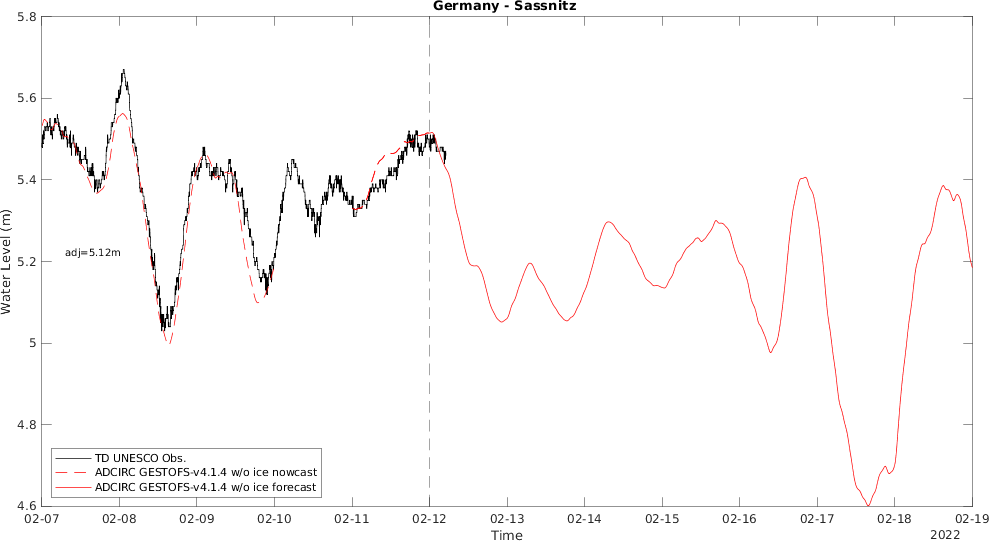 Germany - Sassnitz
5.8
5.6
5.4
5.2
5
4.8
4.6
Water Level (m)
adj=5.12m
TD UNESCO Obs.
ADCIRC GESTOFS-v4.1.4 w/o ice nowcast
ADCIRC GESTOFS-v4.1.4 w/o ice forecast
02-07 02-08 02-09 02-10 02-11 02-12 02-13 02-14 02-15 02-16 02-17 02-18 02-19
Time
2022